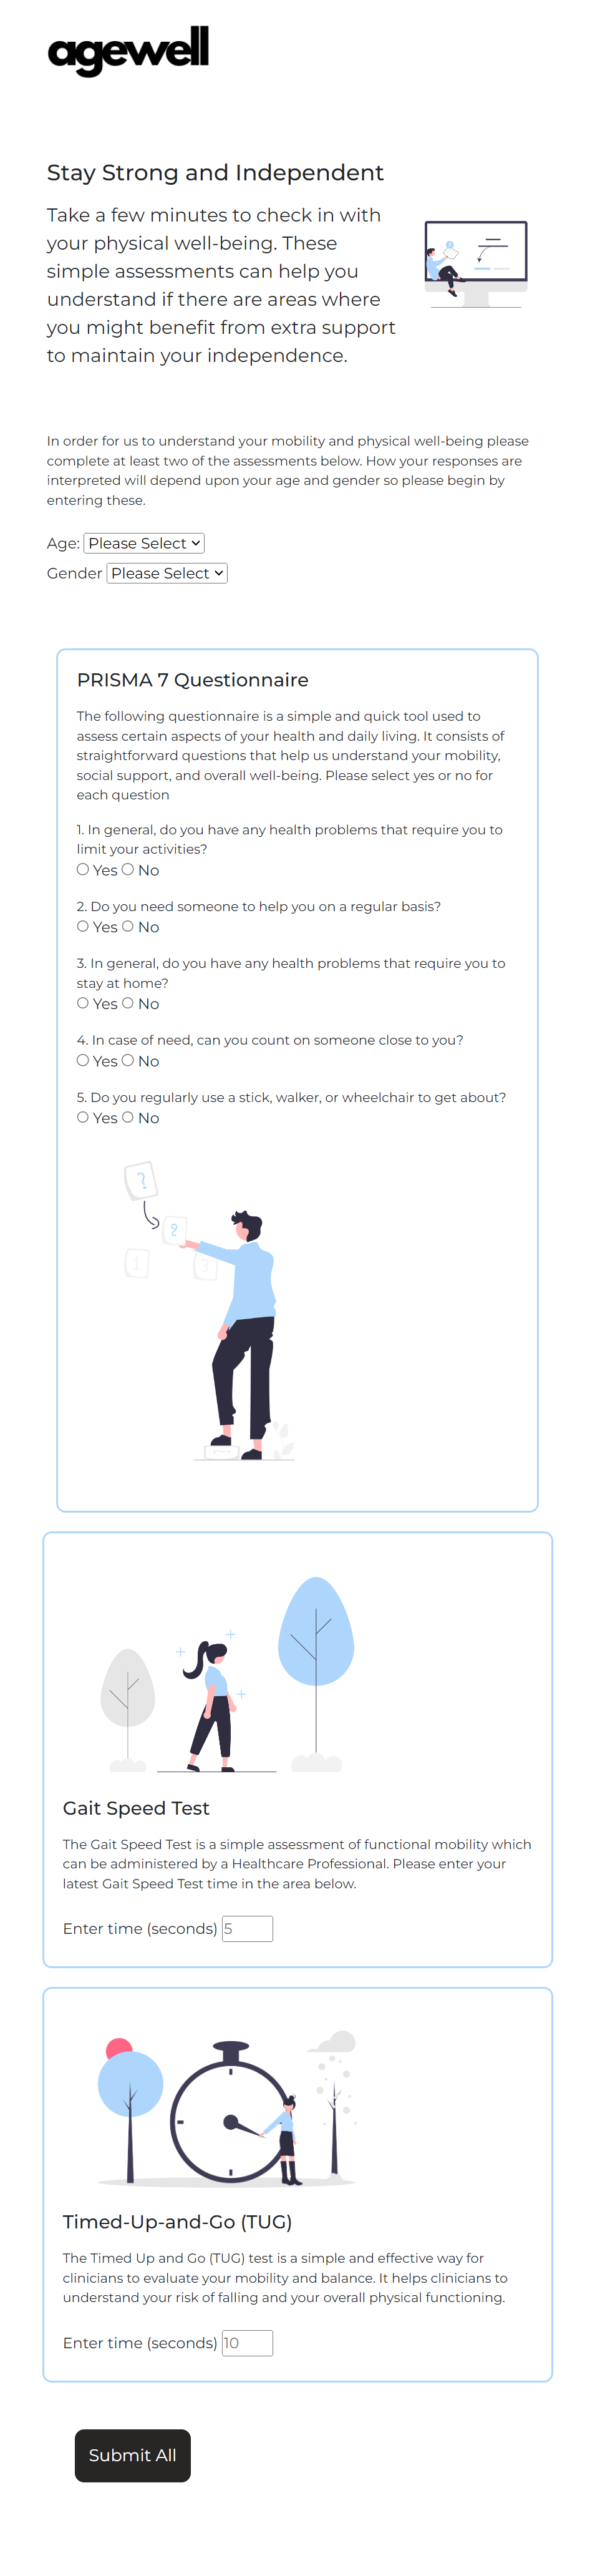 agewell
Stay Strong and Independent
Take a few minutes to check in with
your physical well-being. These
simple assessments can help you
understand if there are areas where
you might benefit from extra support
to maintain your independence.
In order for us to understand your mobility and physical well-being please
complete at least two of the assessments below. How your responses are
interpreted will depend upon your age and gender so please begin by
entering these.
Age: Please Select
Gender Please Select
PRISMA 7 Questionnaire
The following questionnaire is a simple and quick tool used to
assess certain aspects of your health and daily living. It consists of
straightforward questions that help us understand your mobility,
social support, and overall well-being. Please select yes or no for
each question
1. In general, do you have any health problems that require you to
limit your activities?
Yes No
2. Do you need someone to help you on a regular basis?
Yes No
3. In general, do you have any health problems that require you to
stay at home?
Yes No
4. In case of need, can you count on someone close to you?
Yes No
5. Do you regularly use a stick, walker, or wheelchair to get about?
Yes No
?
2
1 3
Gait Speed Test
The Gait Speed Test is a simple assessment of functional mobility which
can be administered by a Healthcare Professional. Please enter your
latest Gait Speed Test time in the area below.
Enter time (seconds) 5
Timed-Up-and-Go (TUG)
The Timed Up and Go (TUG) test is a simple and effective way for
clinicians to evaluate your mobility and balance. It helps clinicians to
understand your risk of falling and your overall physical functioning.
Enter time (seconds) 10
Submit All